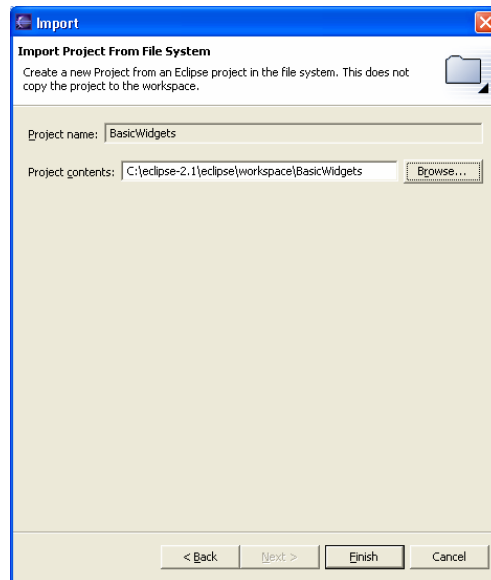 Import
Import Project From File System
Create a new Project from an Eclipse project in the file system. This does not
copy the project to the workspace.
Project name: BasicWidgets
Project contents: C:\eclipse-2.1\eclipse\workspace\BasicWidgets Browse...
< Back Next > Finish Cancel